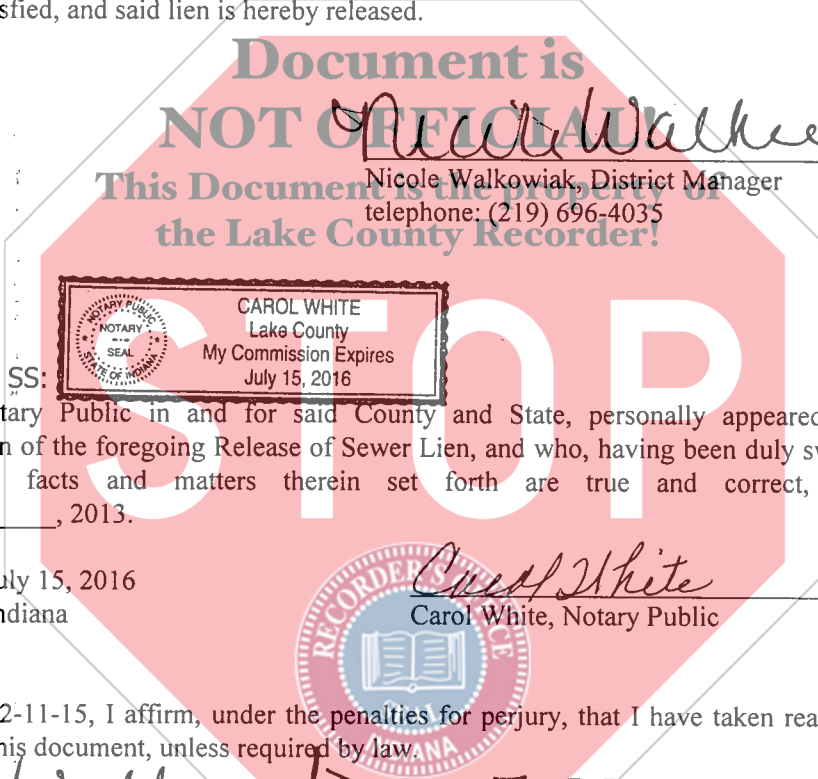 sfied, and said lien is hereby released.
Document is
NOT OFFICIAL!
Nicole Walkowiak, District Manager
This Document is the property of
telephone: (219) 696-4035
the Lake County Recorder!
CAROL WHITE
Lake County
My Commission Expires
July 15, 2016
NOTARY PUBLIC
NOTARY
SEAL
STATE OF INDIANA
STOP
SS:
tary Public in and for said County and State, personally appeared
n of the foregoing Release of Sewer Lien, and who, having been duly sw
facts and matters therein set forth are true and correct,
, 2013.
Carol White
uly 15, 2016
ndiana
Carol White, Notary Public
RECORDER'S OFFICE
SEAL
INDIANA
2-11-15, I affirm, under the penalties for perjury, that I have taken rea
his document, unless required by law.